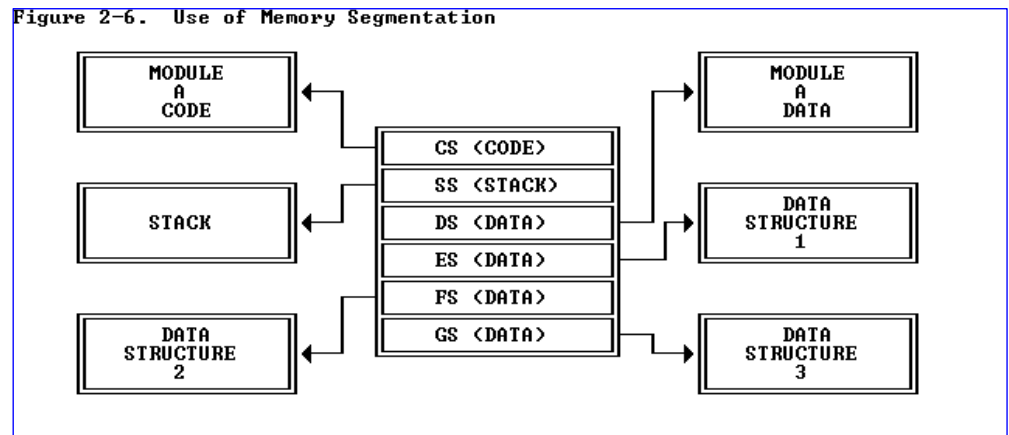 Figure 2-6. Use of Memory Segmentation
MODULE
A
CODE
MODULE
A
DATA
CS (CODE)
SS (STACK)
DS (DATA)
ES (DATA)
FS (DATA)
GS (DATA)
STACK
DATA
STRUCTURE
1
DATA
STRUCTURE
2
DATA
STRUCTURE
3